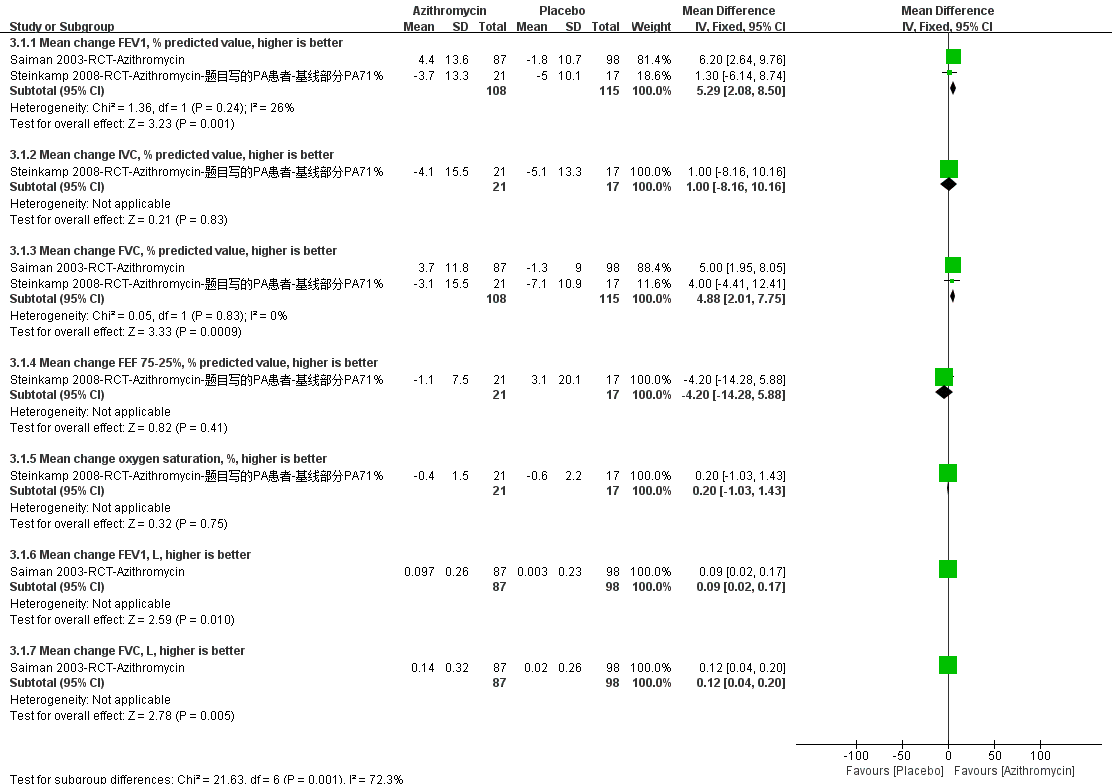 Azithromycin Placebo Mean Difference Mean Difference
Study or Subgroup Mean SD Total Mean SD Total Weight IV, Fixed, 95% CI IV, Fixed, 95% CI
3.1.1 Mean change FEV1, % predicted value, higher is better
Saiman 2003-RCT-Azithromycin 4.4 13.6 87 -1.8 10.7 98 81.4% 6.20 [2.64, 9.76]
Steinkamp 2008-RCT-Azithromycin-题目写的PA患者-基线部分PA71% -3.7 13.3 21 -5 10.1 17 18.6% 1.30 [-6.14, 8.74]
Subtotal (95% CI) 108 115 100.0% 5.29 [2.08, 8.50]
Heterogeneity: Chi² = 1.36, df = 1 (P = 0.24); I² = 26%
Test for overall effect: Z = 3.23 (P = 0.001)
3.1.2 Mean change IVC, % predicted value, higher is better
Steinkamp 2008-RCT-Azithromycin-题目写的PA患者-基线部分PA71% -4.1 15.5 21 -5.1 13.3 17 100.0% 1.00 [-8.16, 10.16]
Subtotal (95% CI) 21 17 100.0% 1.00 [-8.16, 10.16]
Heterogeneity: Not applicable
Test for overall effect: Z = 0.21 (P = 0.83)
3.1.3 Mean change FVC, % predicted value, higher is better
Saiman 2003-RCT-Azithromycin 3.7 11.8 87 -1.3 9 98 88.4% 5.00 [1.95, 8.05]
Steinkamp 2008-RCT-Azithromycin-题目写的PA患者-基线部分PA71% -3.1 15.5 21 -7.1 10.9 17 11.6% 4.00 [-4.41, 12.41]
Subtotal (95% CI) 108 115 100.0% 4.88 [2.01, 7.75]
Heterogeneity: Chi² = 0.05, df = 1 (P = 0.83); I² = 0%
Test for overall effect: Z = 3.33 (P = 0.0009)
3.1.4 Mean change FEF 75-25%, % predicted value, higher is better
Steinkamp 2008-RCT-Azithromycin-题目写的PA患者-基线部分PA71% -1.1 7.5 21 3.1 20.1 17 100.0% -4.20 [-14.28, 5.88]
Subtotal (95% CI) 21 17 100.0% -4.20 [-14.28, 5.88]
Heterogeneity: Not applicable
Test for overall effect: Z = 0.82 (P = 0.41)
3.1.5 Mean change oxygen saturation, %, higher is better
Steinkamp 2008-RCT-Azithromycin-题目写的PA患者-基线部分PA71% -0.4 1.5 21 -0.6 2.2 17 100.0% 0.20 [-1.03, 1.43]
Subtotal (95% CI) 21 17 100.0% 0.20 [-1.03, 1.43]
Heterogeneity: Not applicable
Test for overall effect: Z = 0.32 (P = 0.75)
3.1.6 Mean change FEV1, L, higher is better
Saiman 2003-RCT-Azithromycin 0.097 0.26 87 0.003 0.23 98 100.0% 0.09 [0.02, 0.17]
Subtotal (95% CI) 87 98 100.0% 0.09 [0.02, 0.17]
Heterogeneity: Not applicable
Test for overall effect: Z = 2.59 (P = 0.010)
3.1.7 Mean change FVC, L, higher is better
Saiman 2003-RCT-Azithromycin 0.14 0.32 87 0.02 0.26 98 100.0% 0.12 [0.04, 0.20]
Subtotal (95% CI) 87 98 100.0% 0.12 [0.04, 0.20]
Heterogeneity: Not applicable
Test for overall effect: Z = 2.78 (P = 0.005)
-100 -50 0 50 100
Favours [Placebo] Favours [Azithromycin]
Test for subgroup differences: Chi² = 21.63, df = 6 (P = 0.001), I² = 72.3%